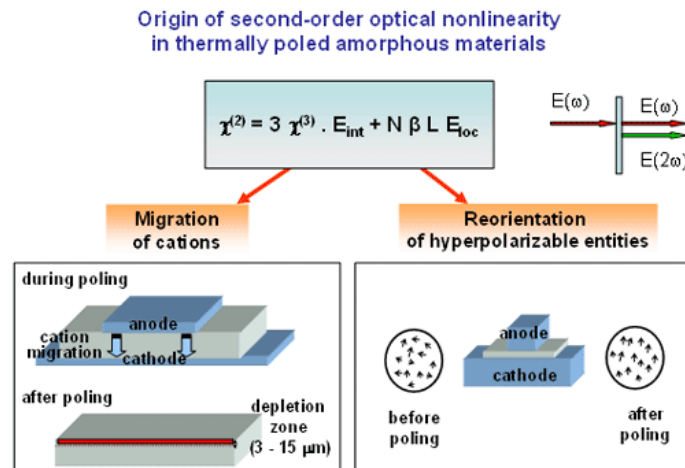 Origin of second-order optical nonlinearity
in thermally poled amorphous materials
χ⁽²⁾ = 3 χ⁽³⁾ . E_int + N β L E_loc
E(ω)
E(ω)
E(2ω)
Migration
of cations
Reorientation
of hyperpolarizable entities
during poling
anode
cation
migration
cathode
after poling
depletion
zone
(3 - 15 μm)
anode
cathode
before
poling
after
poling